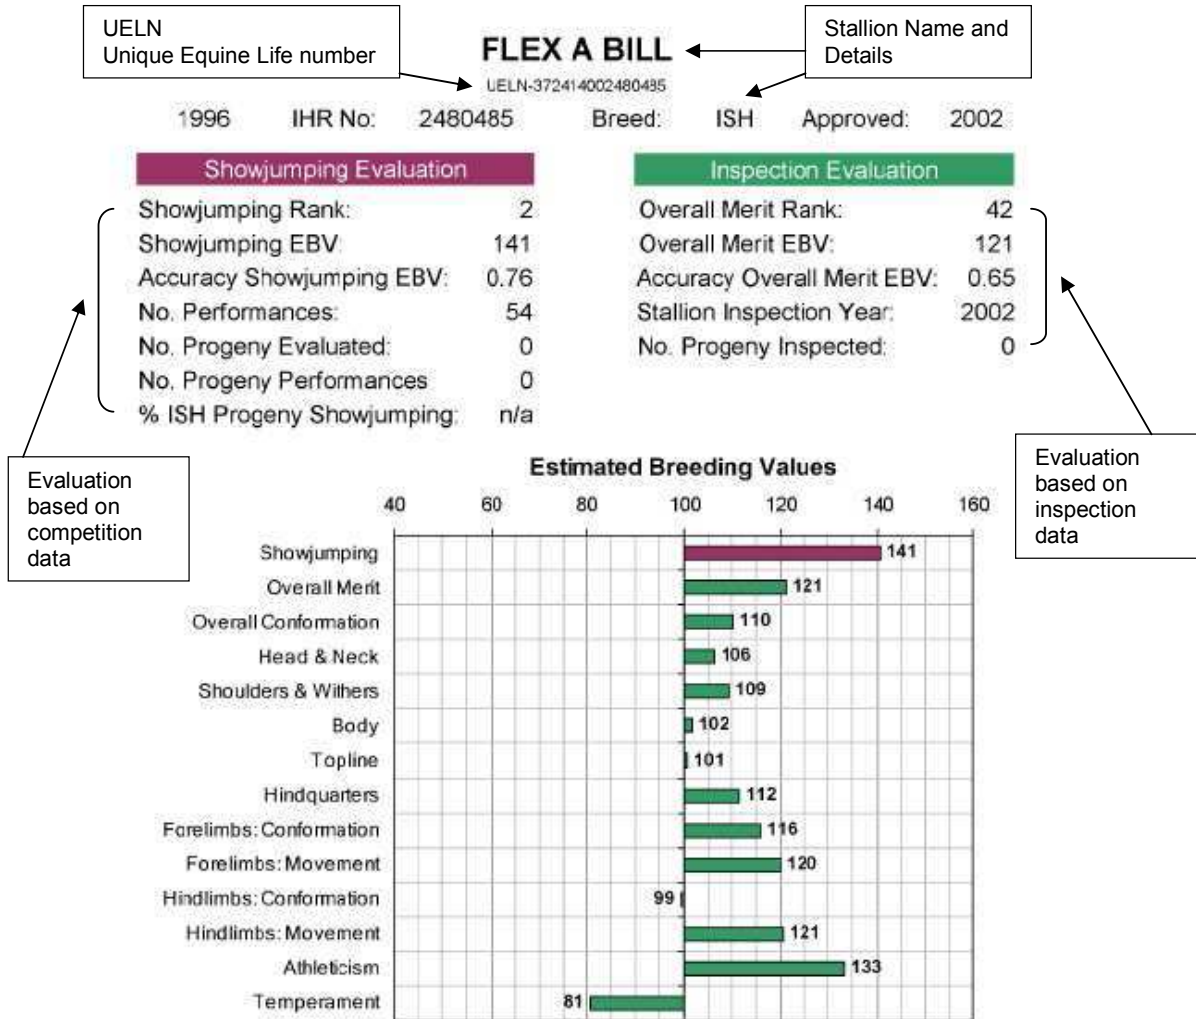 UELN
Unique Equine Life number
FLEX A BILL
Stallion Name and
Details
UELN-372414002480485
1996 IHR No: 2480485 Breed: ISH Approved: 2002
Showjumping Evaluation
Showjumping Rank: 2
Showjumping EBV: 141
Accuracy Showjumping EBV: 0.76
No. Performances: 54
No. Progeny Evaluated: 0
No. Progeny Performances 0
% ISH Progeny Showjumping: n/a
Inspection Evaluation
Overall Merit Rank: 42
Overall Merit EBV: 121
Accuracy Overall Merit EBV: 0.65
Stallion Inspection Year: 2002
No. Progeny Inspected: 0
Evaluation
based on
competition
data
Evaluation
based on
inspection
data
Estimated Breeding Values
40 60 80 100 120 140 160
Showjumping 141
Overall Merit 121
Overall Conformation 110
Head & Neck 106
Shoulders & Withers 109
Body 102
Topline 101
Hindquarters 112
Forelimbs: Conformation 116
Forelimbs: Movement 120
Hindlimbs: Conformation 99
Hindlimbs: Movement 121
Athleticism 133
Temperament 81